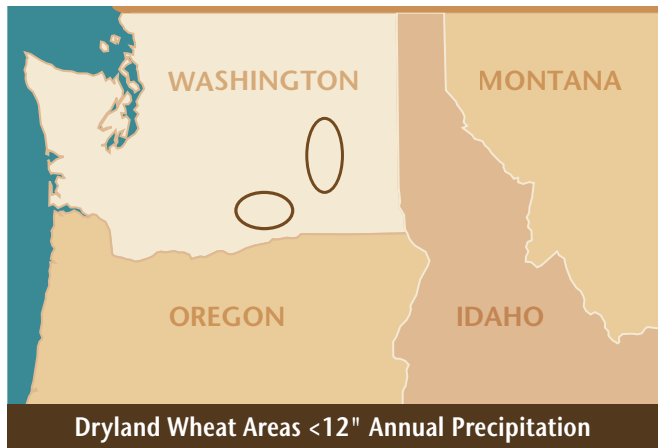 WASHINGTON
MONTANA
OREGON
IDAHO
Dryland Wheat Areas <12" Annual Precipitation